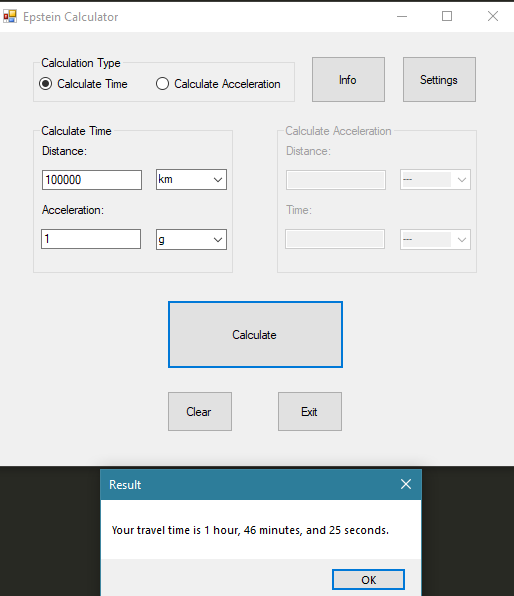 Epstein Calculator
Calculation Type
Calculate Time
Calculate Acceleration
Info
Settings
Calculate Time
Distance:
100000
km
Acceleration:
1
g
Calculate Acceleration
Distance:
---
Time:
---
Calculate
Clear
Exit
Result
Your travel time is 1 hour, 46 minutes, and 25 seconds.
OK